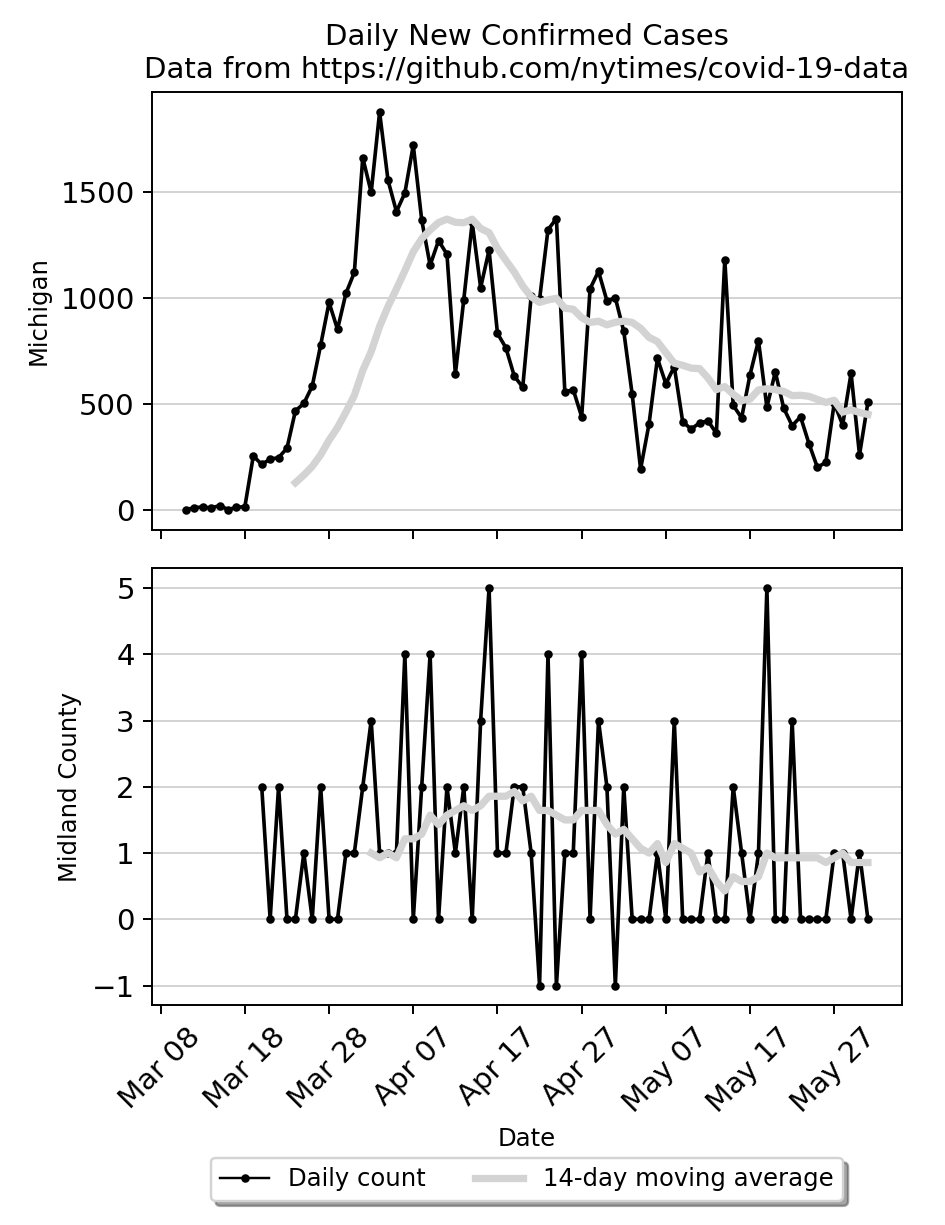 Daily New Confirmed Cases
Data from https://github.com/nytimes/covid-19-data
Michigan
1500
1000
500
0
Midland County
5
4
3
2
1
0
−1
Mar 08
Mar 18
Mar 28
Apr 07
Apr 17
Apr 27
May 07
May 17
May 27
Date
Daily count
14-day moving average